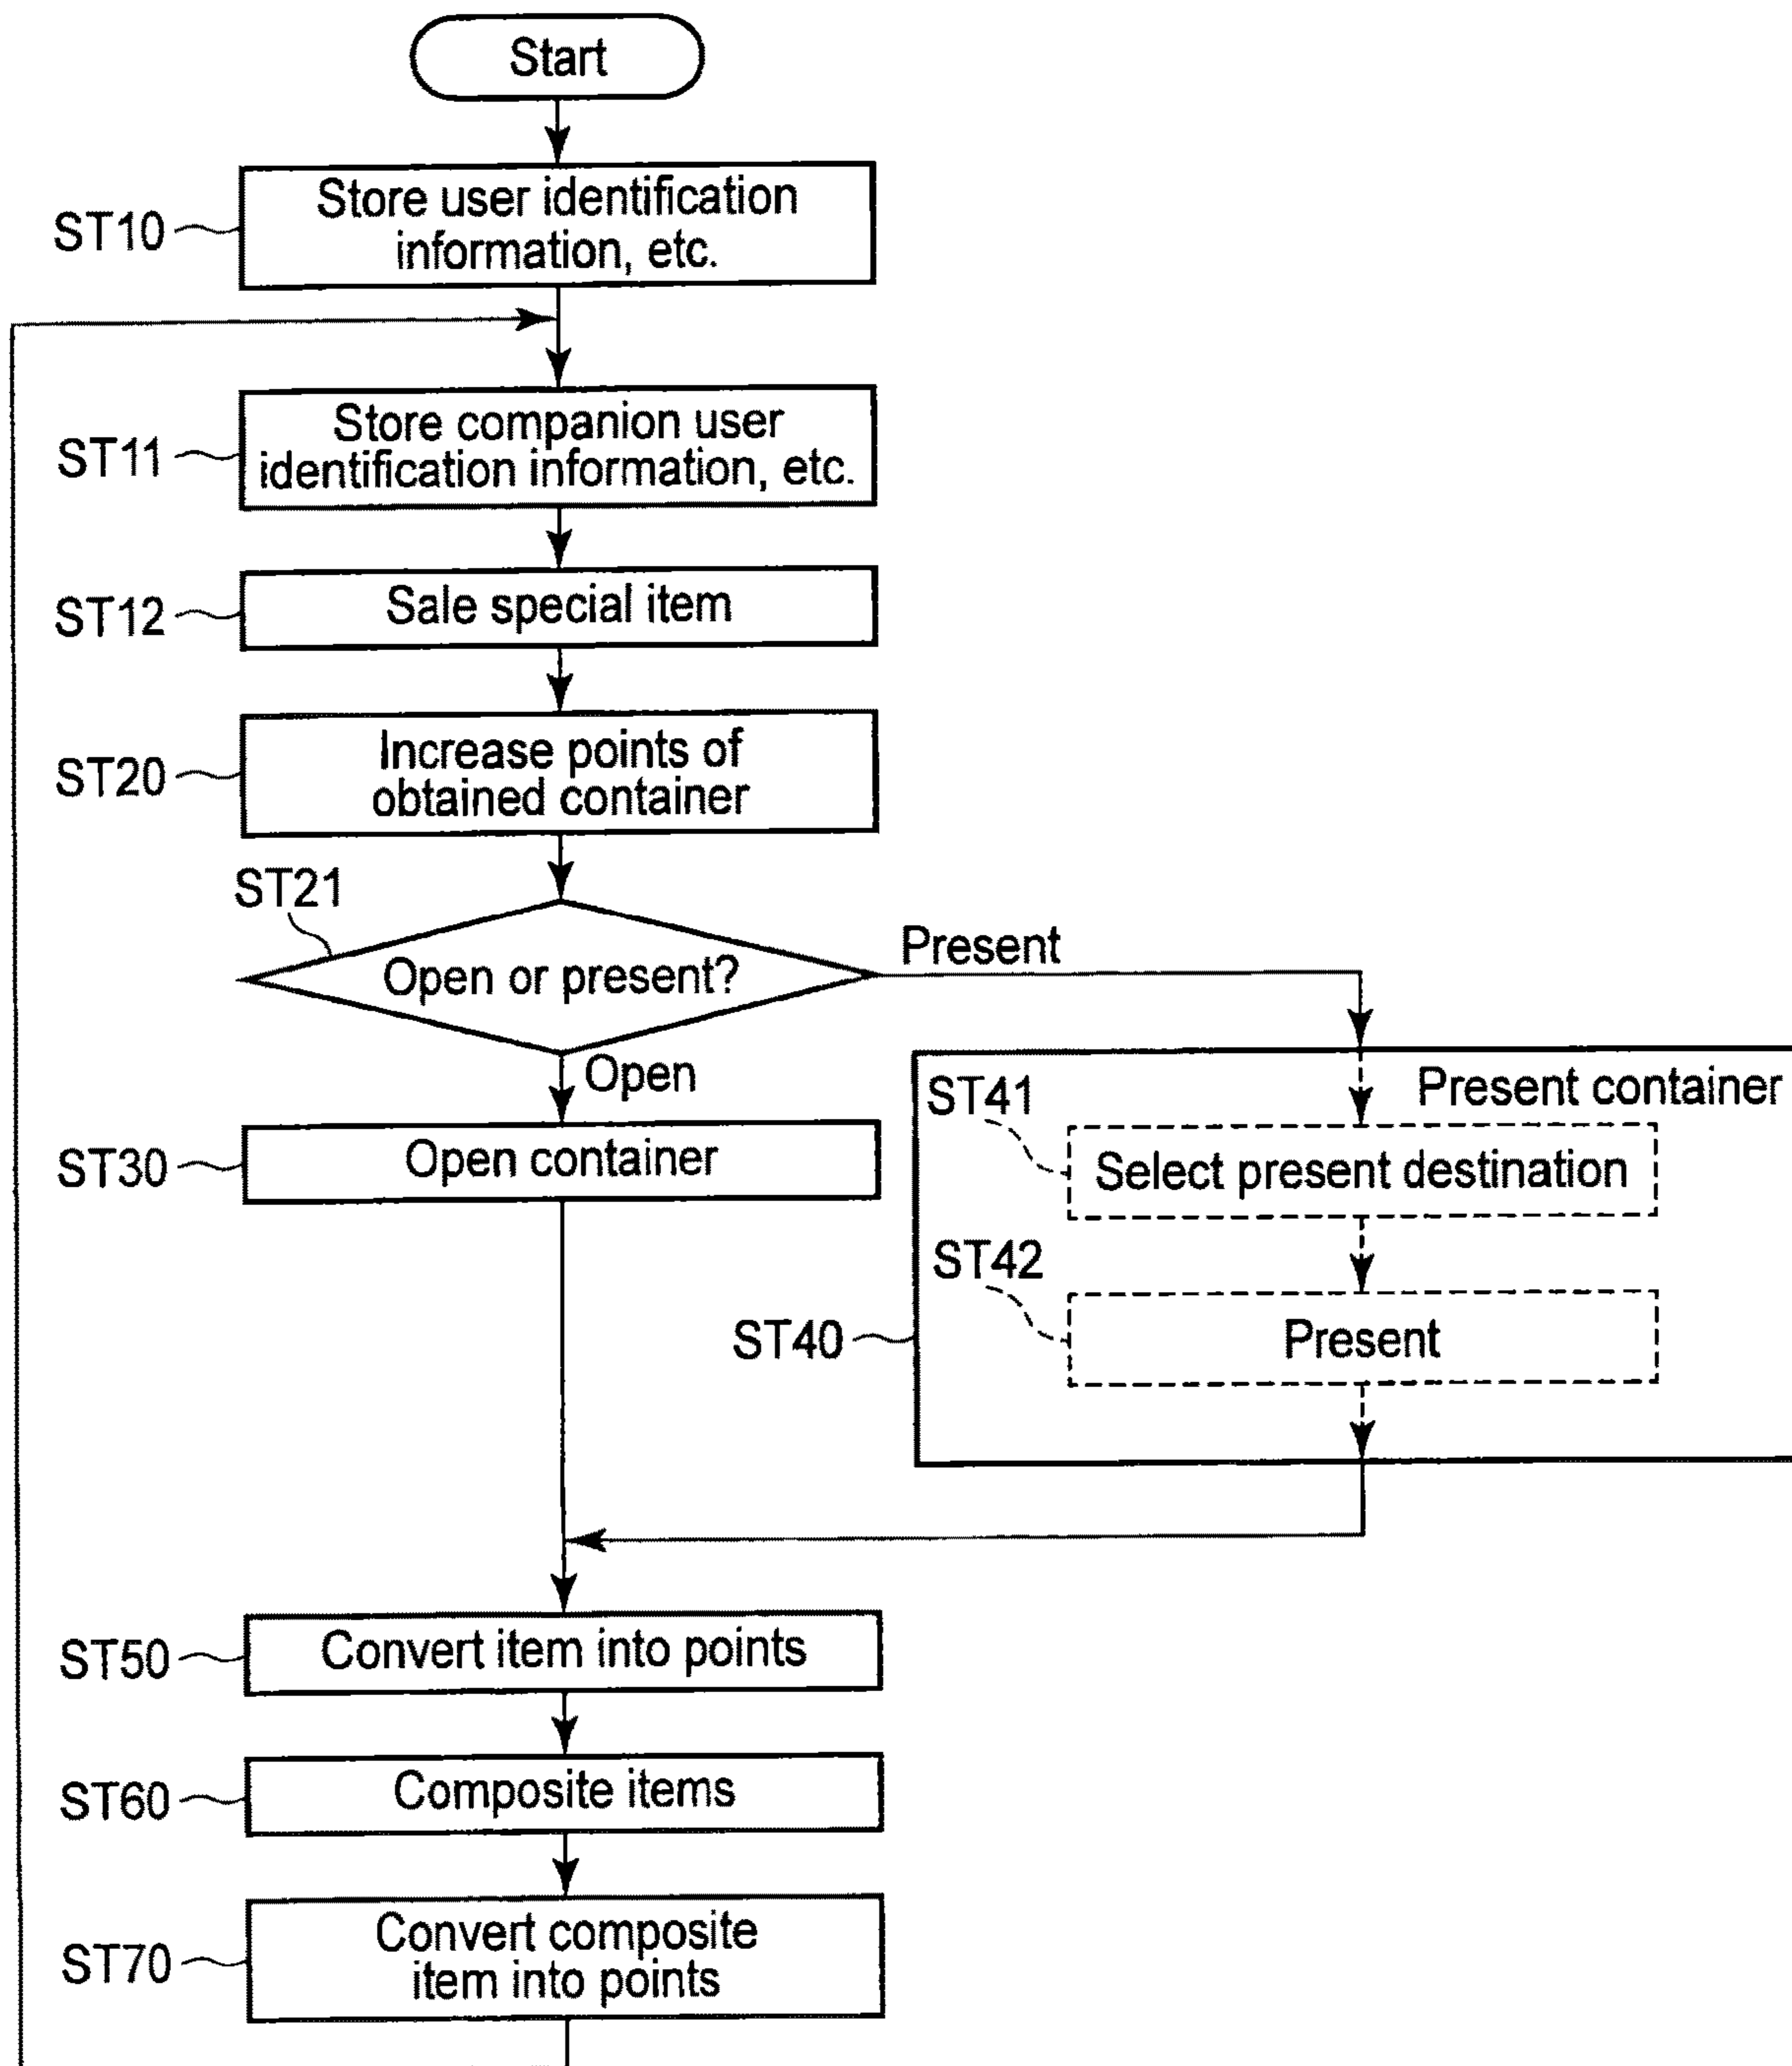 Start
ST10
Store user identification
information, etc.
ST11
Store companion user
identification information, etc.
ST12
Sale special item
ST20
Increase points of
obtained container
ST21
Open or present?
Present
Open
ST30
Open container
Present container
ST41
Select present destination
ST42
Present
ST40
ST50
Convert item into points
ST60
Composite items
ST70
Convert composite
item into points